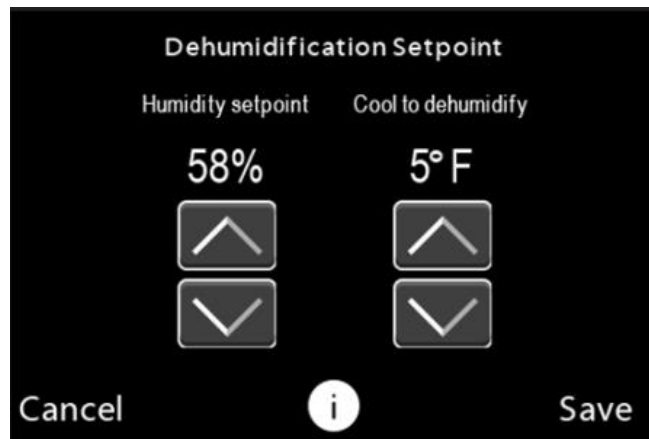 Dehumidification Setpoint
Humidity setpoint Cool to dehumidify
58% 5° F
Cancel i Save